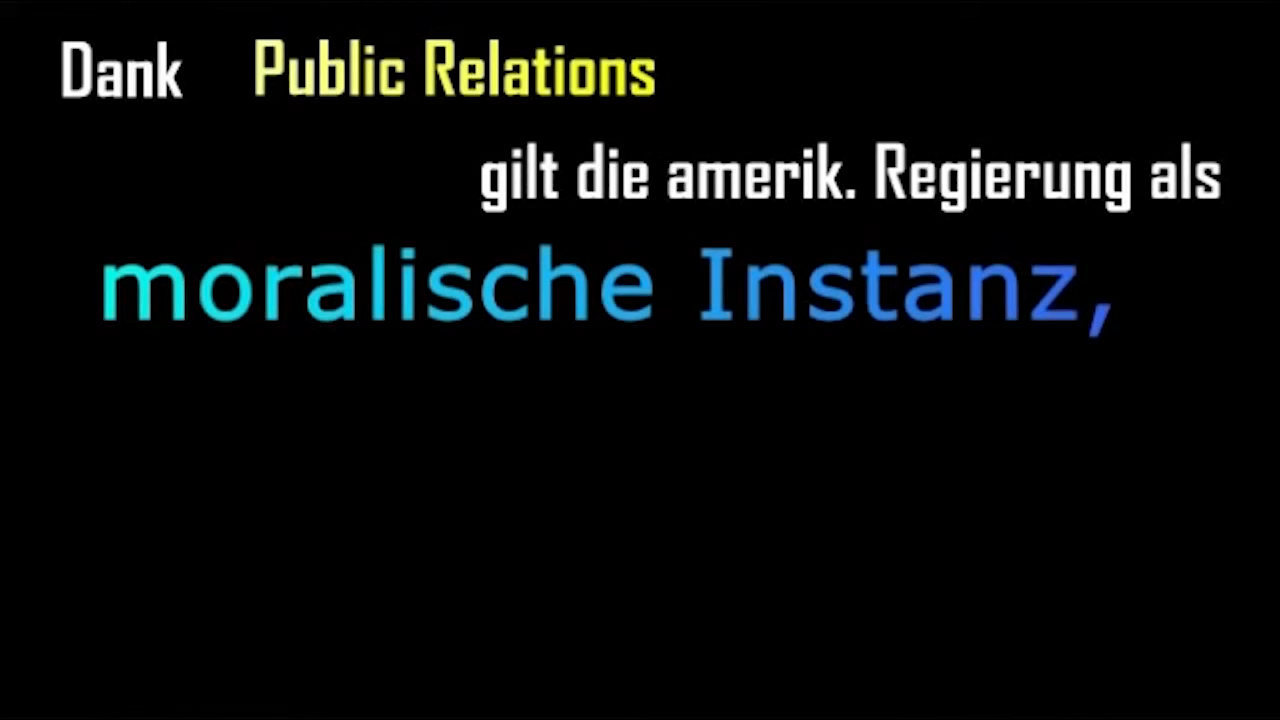 Dank Public Relations
gilt die amerik. Regierung als
moralische Instanz,